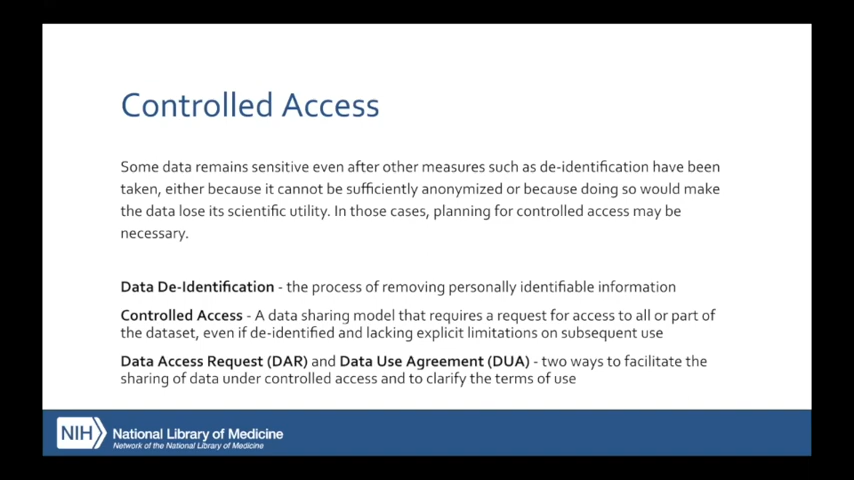 Controlled Access
Some data remains sensitive even after other measures such as de-identification have been
taken, either because it cannot be sufficiently anonymized or because doing so would make
the data lose its scientific utility. In those cases, planning for controlled access may be
necessary.
Data De-Identification - the process of removing personally identifiable information
Controlled Access - A data sharing model that requires a request for access to all or part of
the dataset, even if de-identified and lacking explicit limitations on subsequent use
Data Access Request (DAR) and Data Use Agreement (DUA) - two ways to facilitate the
sharing of data under controlled access and to clarify the terms of use
NIH National Library of Medicine
Network of the National Library of Medicine